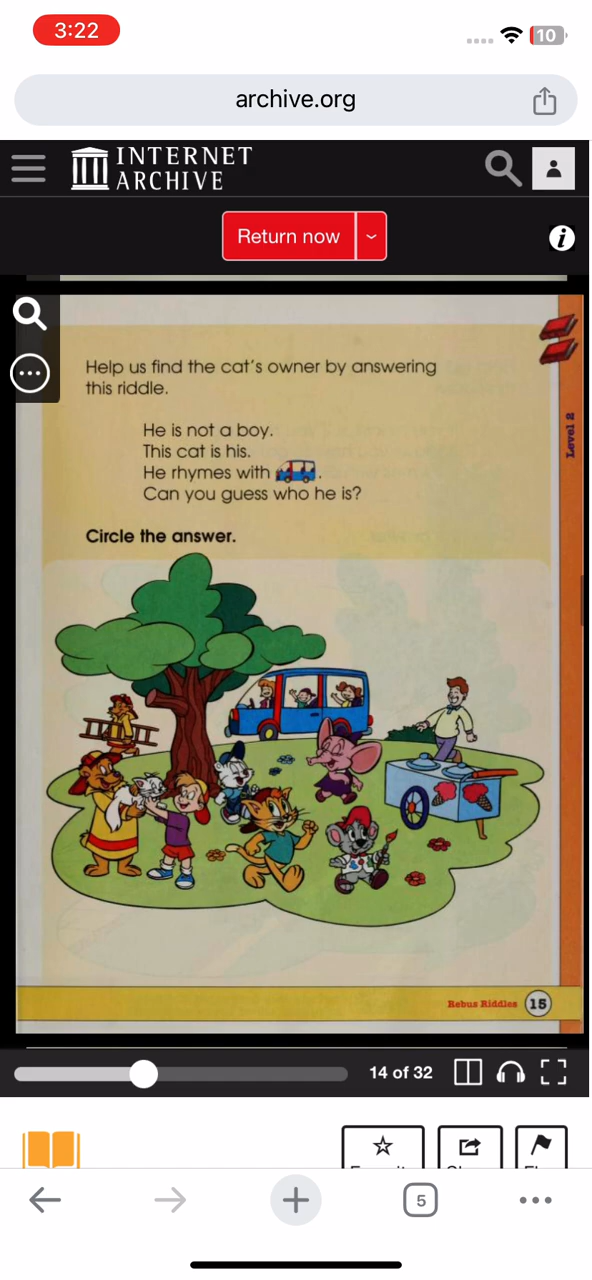 3:22
10
archive.org
INTERNET
ARCHIVE
Return now
Help us find the cat's owner by answering
this riddle.
He is not a boy.
This cat is his.
He rhymes with
.
Can you guess who he is?
Circle the answer.
Level 2
Rebus Riddles 15
14 of 32
5